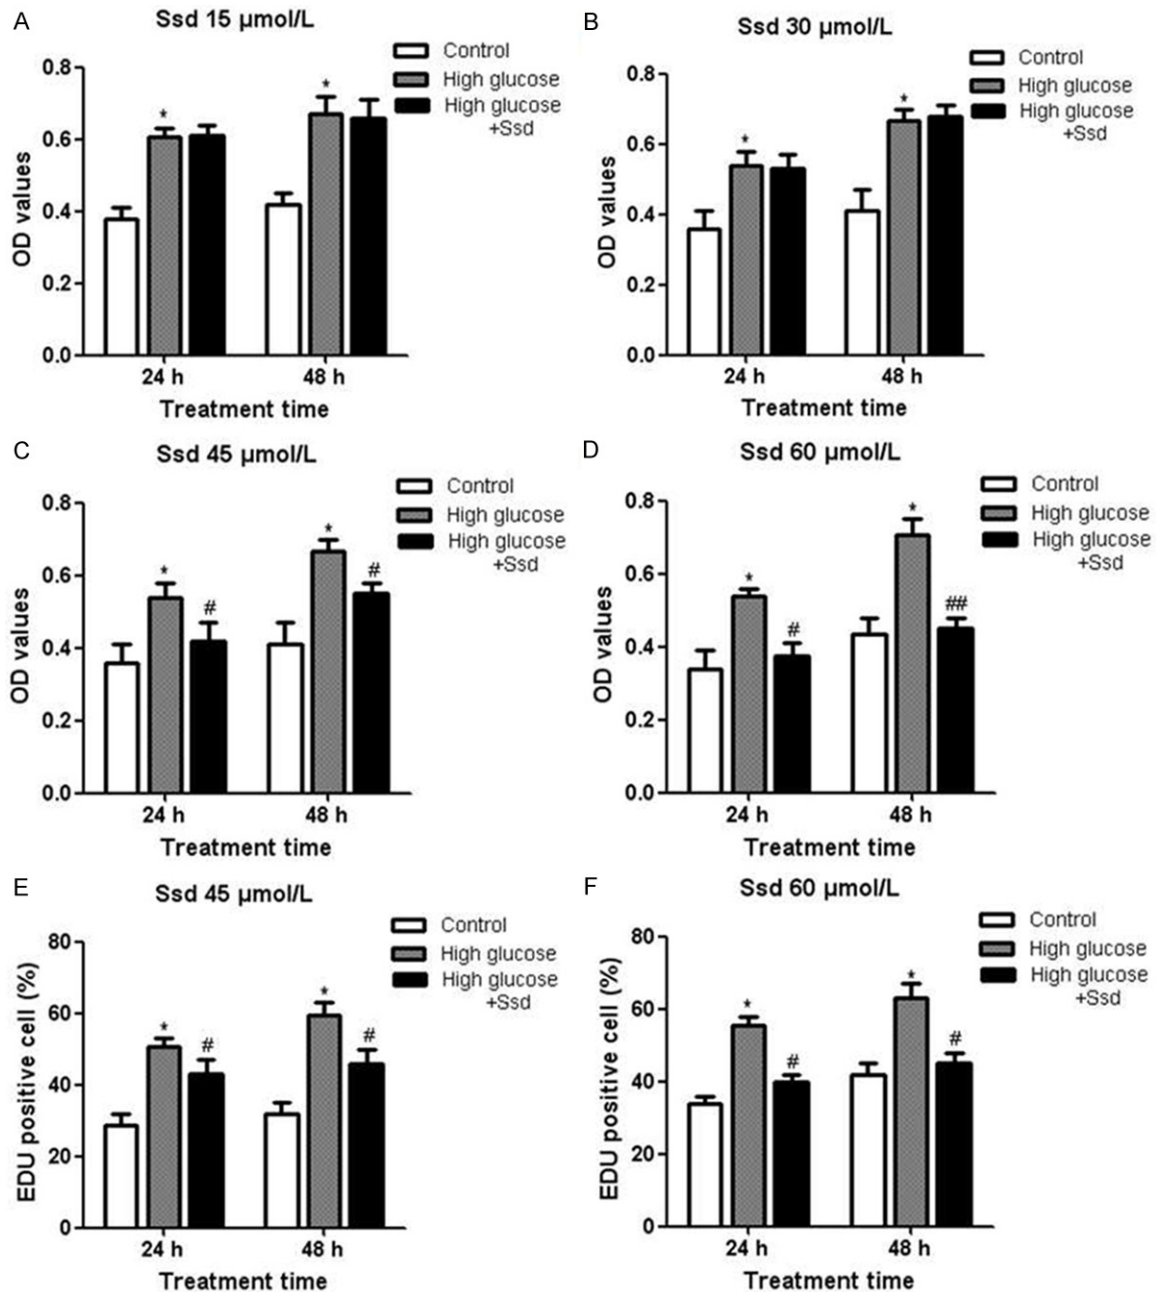 A
Ssd 15 µmol/L
Control
High glucose
High glucose
+Ssd
OD values
0.8
0.6
0.4
0.2
0.0
*
*
24 h
48 h
Treatment time
B
Ssd 30 µmol/L
Control
High glucose
High glucose
+Ssd
OD values
0.8
0.6
0.4
0.2
0.0
*
*
24 h
48 h
Treatment time
C
Ssd 45 µmol/L
Control
High glucose
High glucose
+Ssd
OD values
0.8
0.6
0.4
0.2
0.0
*
#
*
#
24 h
48 h
Treatment time
D
Ssd 60 µmol/L
Control
High glucose
High glucose
+Ssd
OD values
0.8
0.6
0.4
0.2
0.0
*
#
*
##
24 h
48 h
Treatment time
E
Ssd 45 µmol/L
Control
High glucose
High glucose
+Ssd
EDU positive cell (%)
80
60
40
20
0
*
#
*
#
24 h
48 h
Treatment time
F
Ssd 60 µmol/L
Control
High glucose
High glucose
+Ssd
EDU positive cell (%)
80
60
40
20
0
*
#
*
#
24 h
48 h
Treatment time